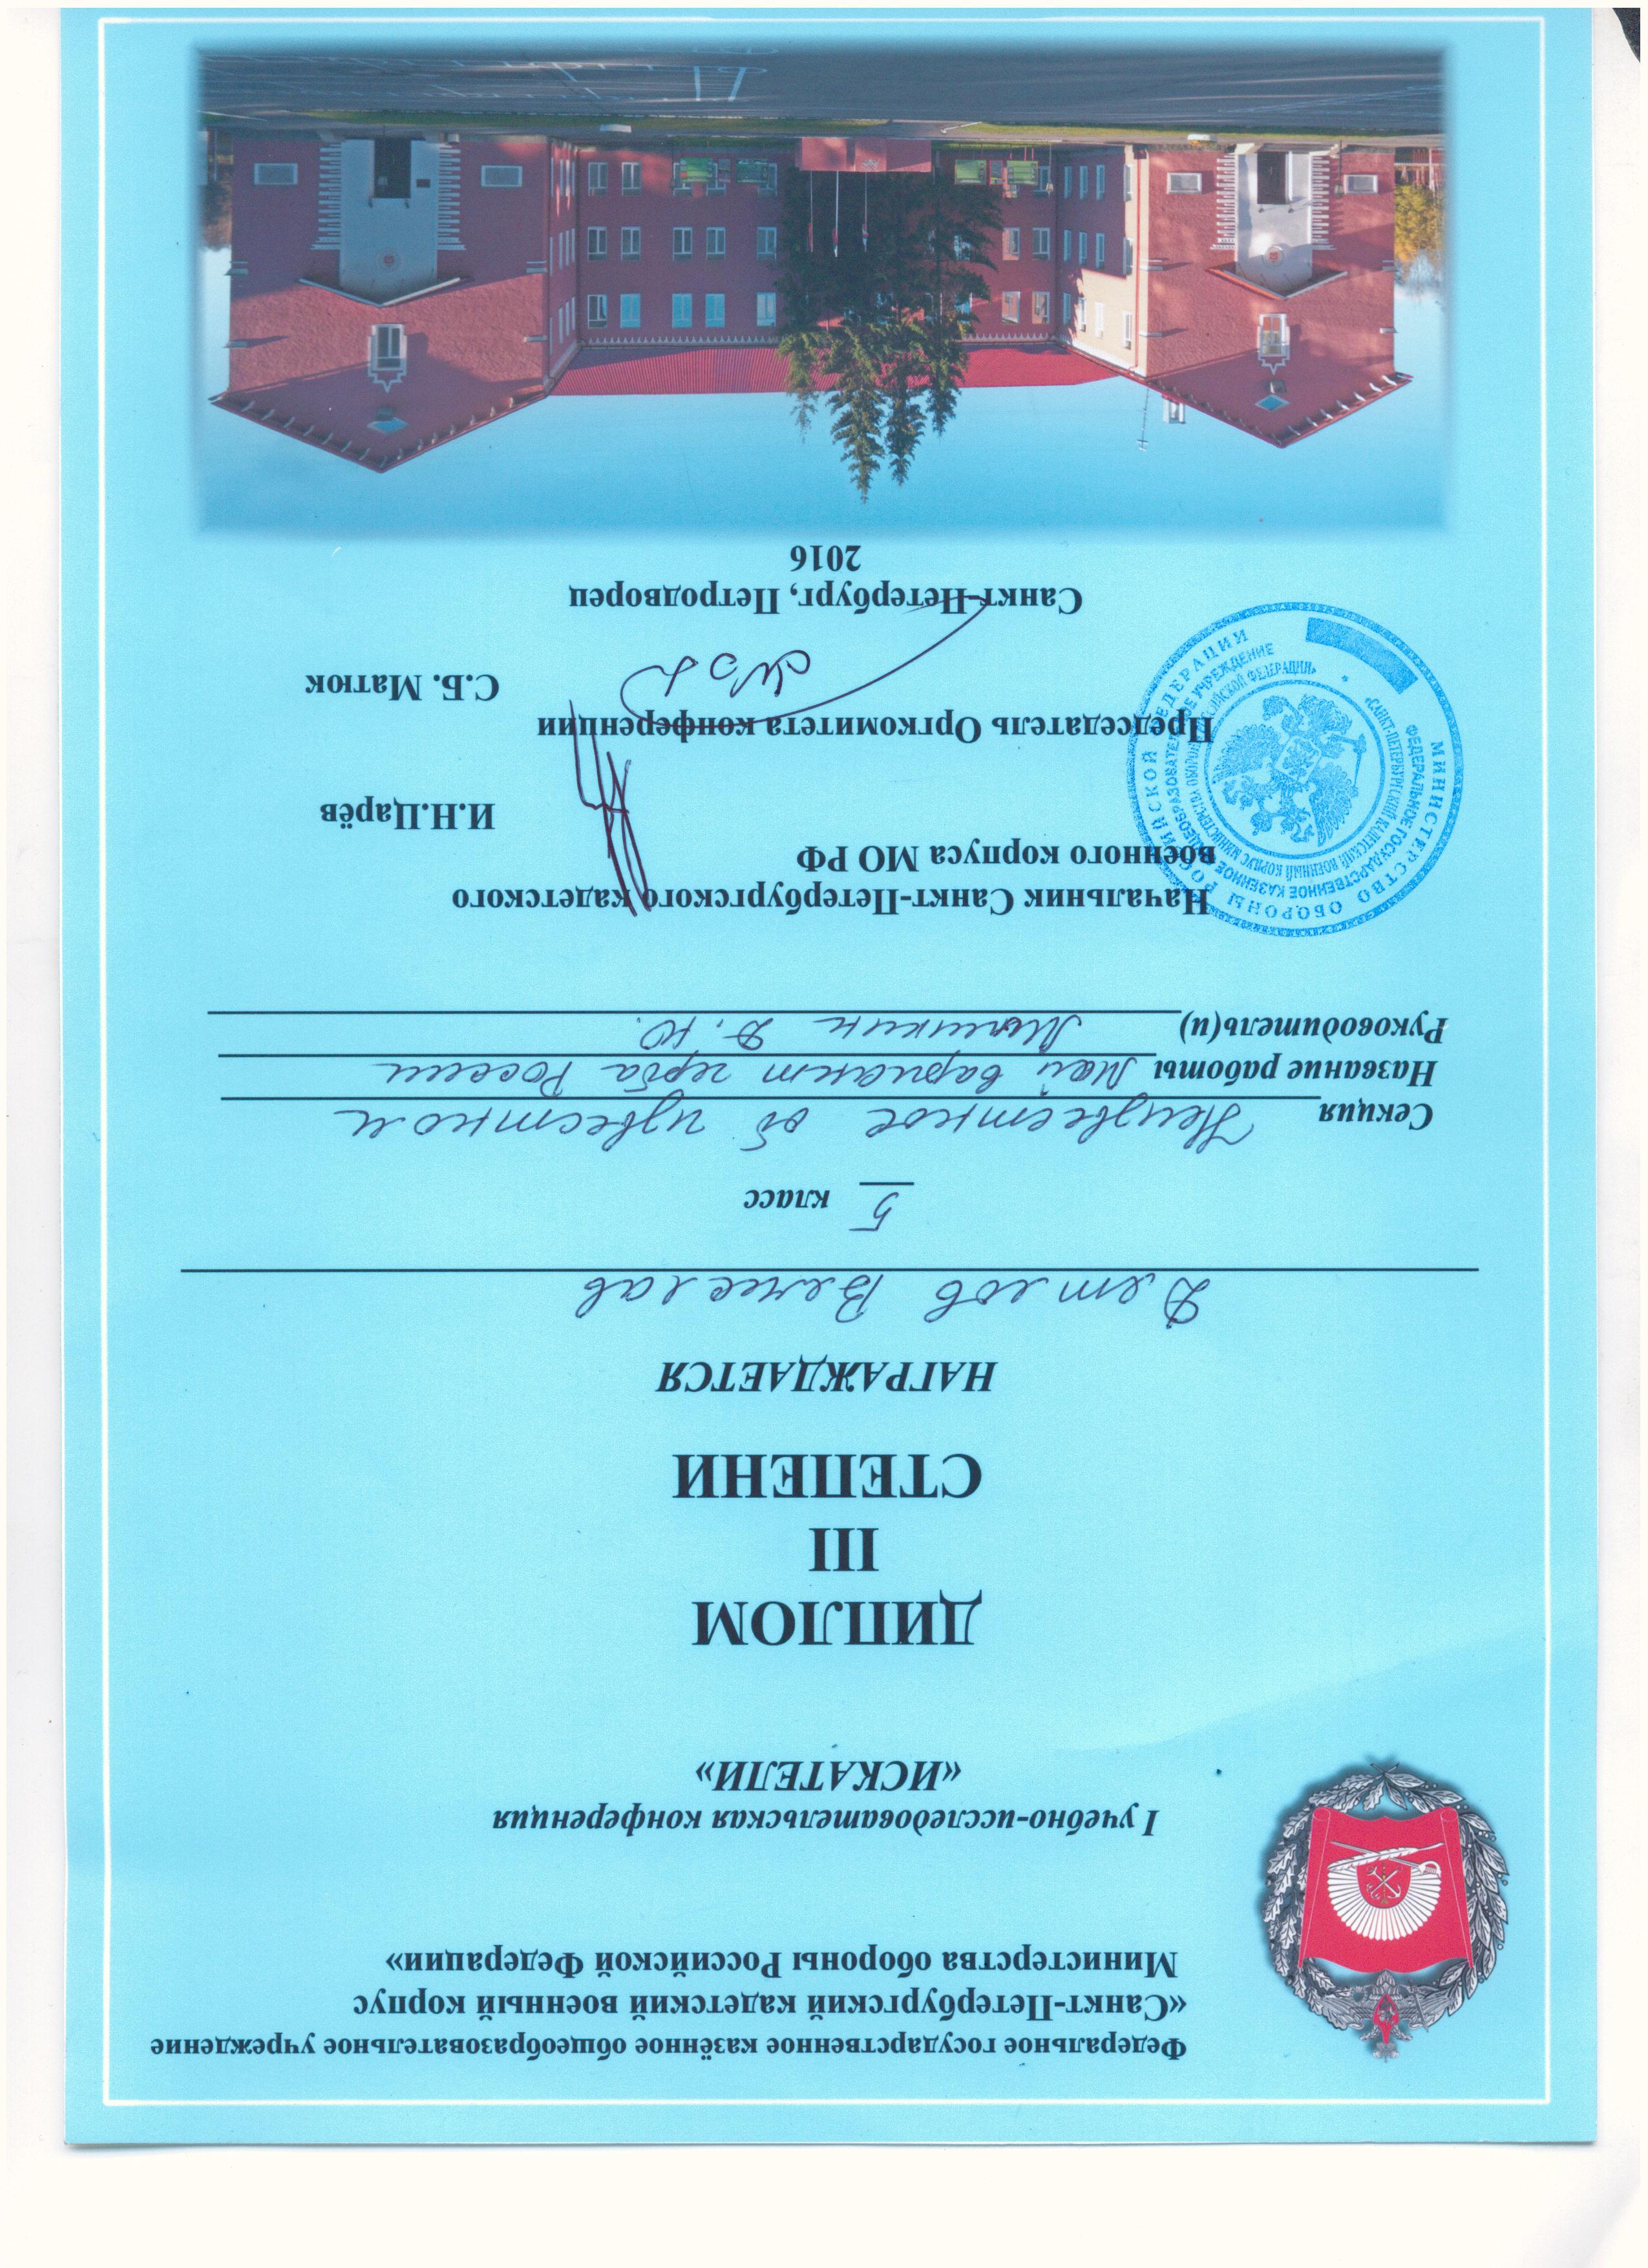 Федеральное государственное казённое общеобразовательное учреждение
«Санкт-Петербургский кадетский военный корпус
Министерства обороны Российской Федерации»
I учебно-исследовательская конференция
«ИСКАТЕЛИ»
ДИПЛОМ
III
СТЕПЕНИ
НАГРАЖДАЕТСЯ
Дятлов Вячеслав
5 класс
Секция Неизвестное об известном
Название работы Мой вариант герба России
Руководитель(и) Мошкин Д.Ю.
Начальник Санкт-Петербургского кадетского
военного корпуса МО РФ
И.Н.Царёв
Председатель Оргкомитета конференции
С.Б. Матюк
Санкт-Петербург, Петродворец
2016
МИНИСТЕРСТВО ОБОРОНЫ РОССИЙСКОЙ ФЕДЕРАЦИИ
ФЕДЕРАЛЬНОЕ ГОСУДАРСТВЕННОЕ КАЗЕННОЕ ОБЩЕОБРАЗОВАТЕЛЬНОЕ УЧРЕЖДЕНИЕ
«САНКТ-ПЕТЕРБУРГСКИЙ КАДЕТСКИЙ ВОЕННЫЙ КОРПУС МИНИСТЕРСТВА ОБОРОНЫ РОССИЙСКОЙ ФЕДЕРАЦИИ»